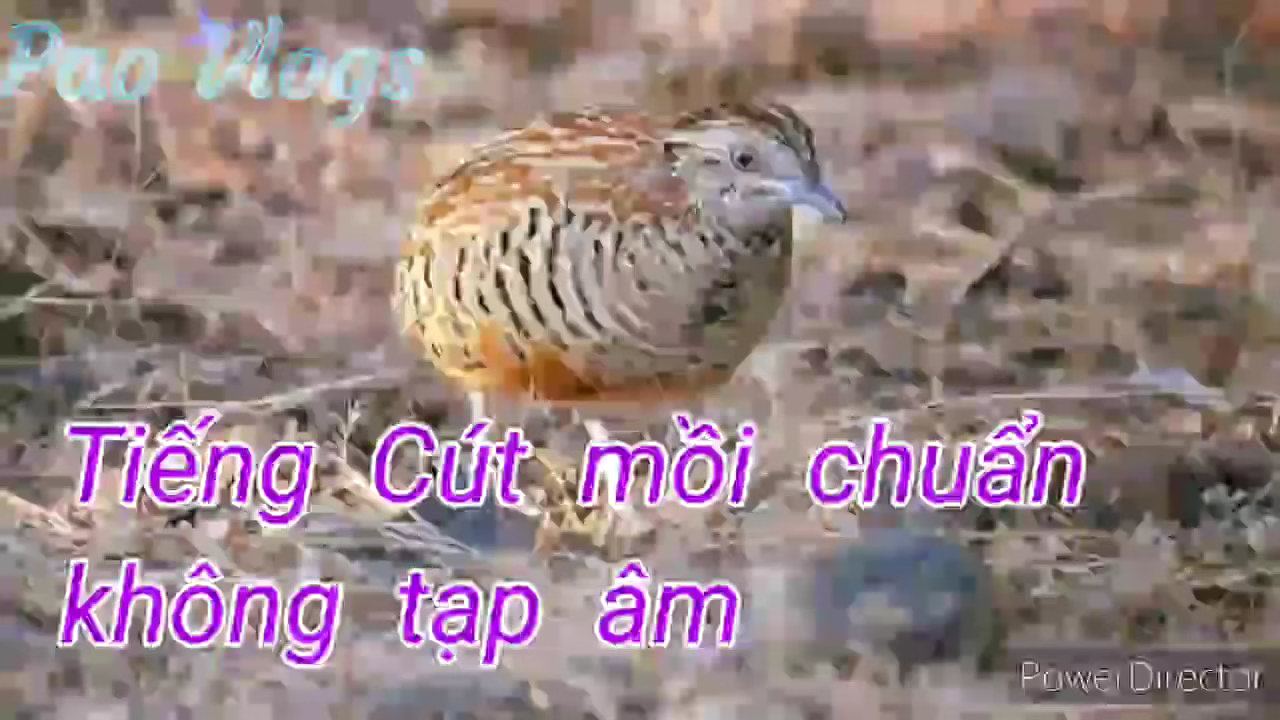 Pao Vlogs
Tiếng Cút mồi chuẩn
không tạp âm
PowerDirector